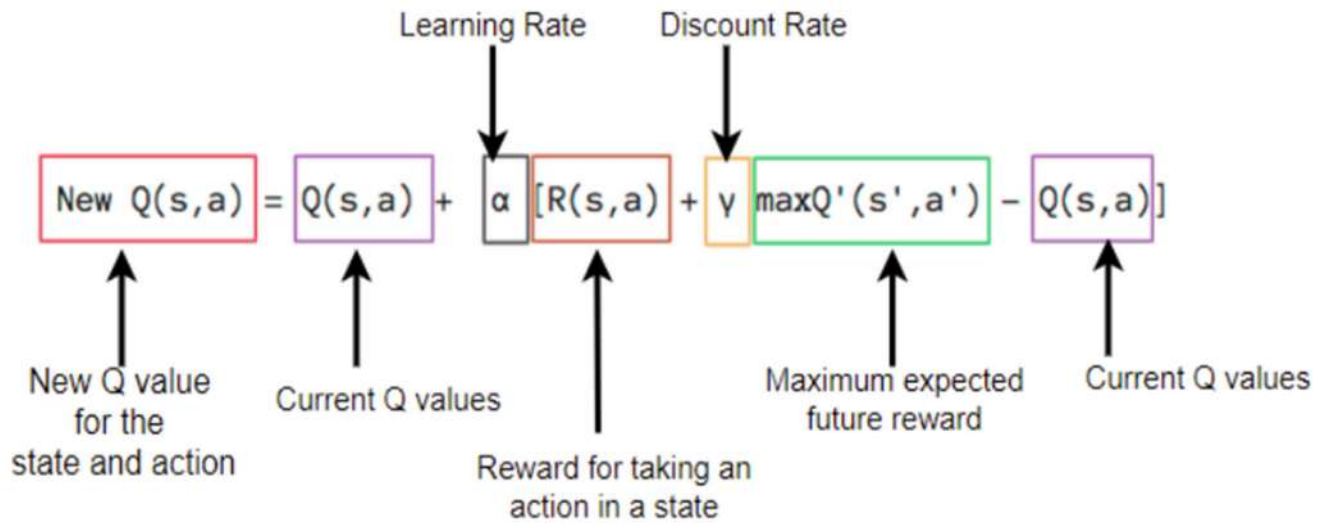 Learning Rate
Discount Rate
New Q(s,a) = Q(s,a) + α [R(s,a) + γ maxQ'(s',a') − Q(s,a)]
New Q value
for the
state and action
Current Q values
Reward for taking an
action in a state
Maximum expected
future reward
Current Q values